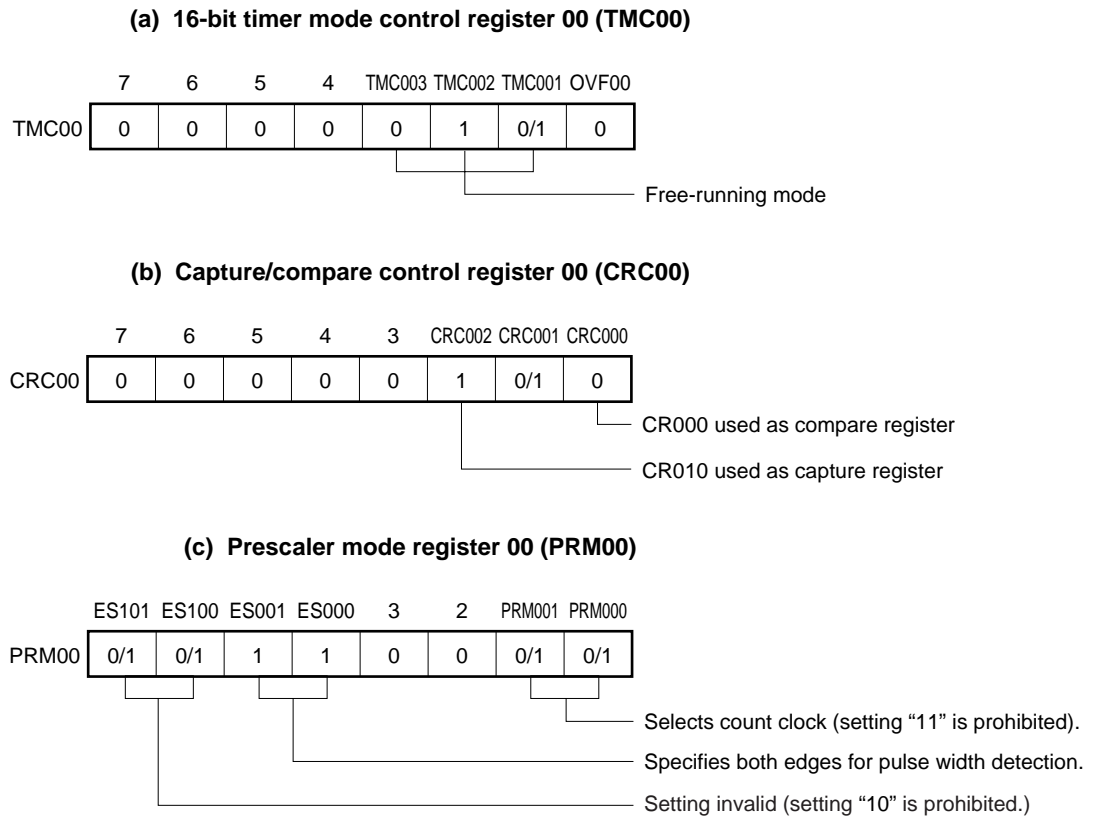 (a) 16-bit timer mode control register 00 (TMC00)
7 6 5 4 TMC003 TMC002 TMC001 OVF00
TMC00 0 0 0 0 0 1 0/1 0
Free-running mode
(b) Capture/compare control register 00 (CRC00)
7 6 5 4 3 CRC002 CRC001 CRC000
CRC00 0 0 0 0 0 1 0/1 0
CR000 used as compare register
CR010 used as capture register
(c) Prescaler mode register 00 (PRM00)
ES101 ES100 ES001 ES000 3 2 PRM001 PRM000
PRM00 0/1 0/1 1 1 0 0 0/1 0/1
Selects count clock (setting “11” is prohibited).
Specifies both edges for pulse width detection.
Setting invalid (setting “10” is prohibited.)